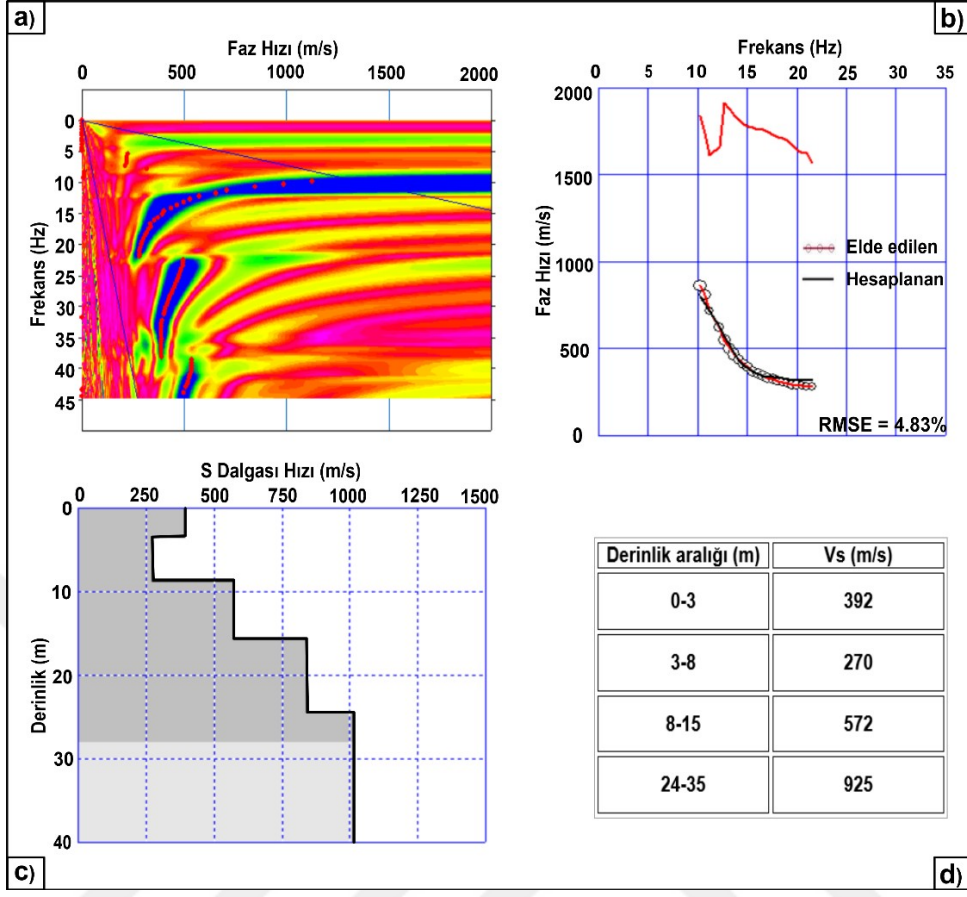 a)
b)
Faz Hızı (m/s)
0 500 1000 1500 2000
Frekans (Hz)
0
5
10
15
20
25
30
35
40
45
Frekans (Hz)
0 5 10 15 20 25 30 35
Faz Hızı (m/s)
2000
1500
1000
500
0
Elde edilen
Hesaplanan
RMSE = 4.83%
S Dalgası Hızı (m/s)
0 250 500 750 1000 1250 1500
Derinlik (m)
0
10
20
30
40
Derinlik aralığı (m) Vs (m/s)
0-3 392
3-8 270
8-15 572
24-35 925
c)
d)